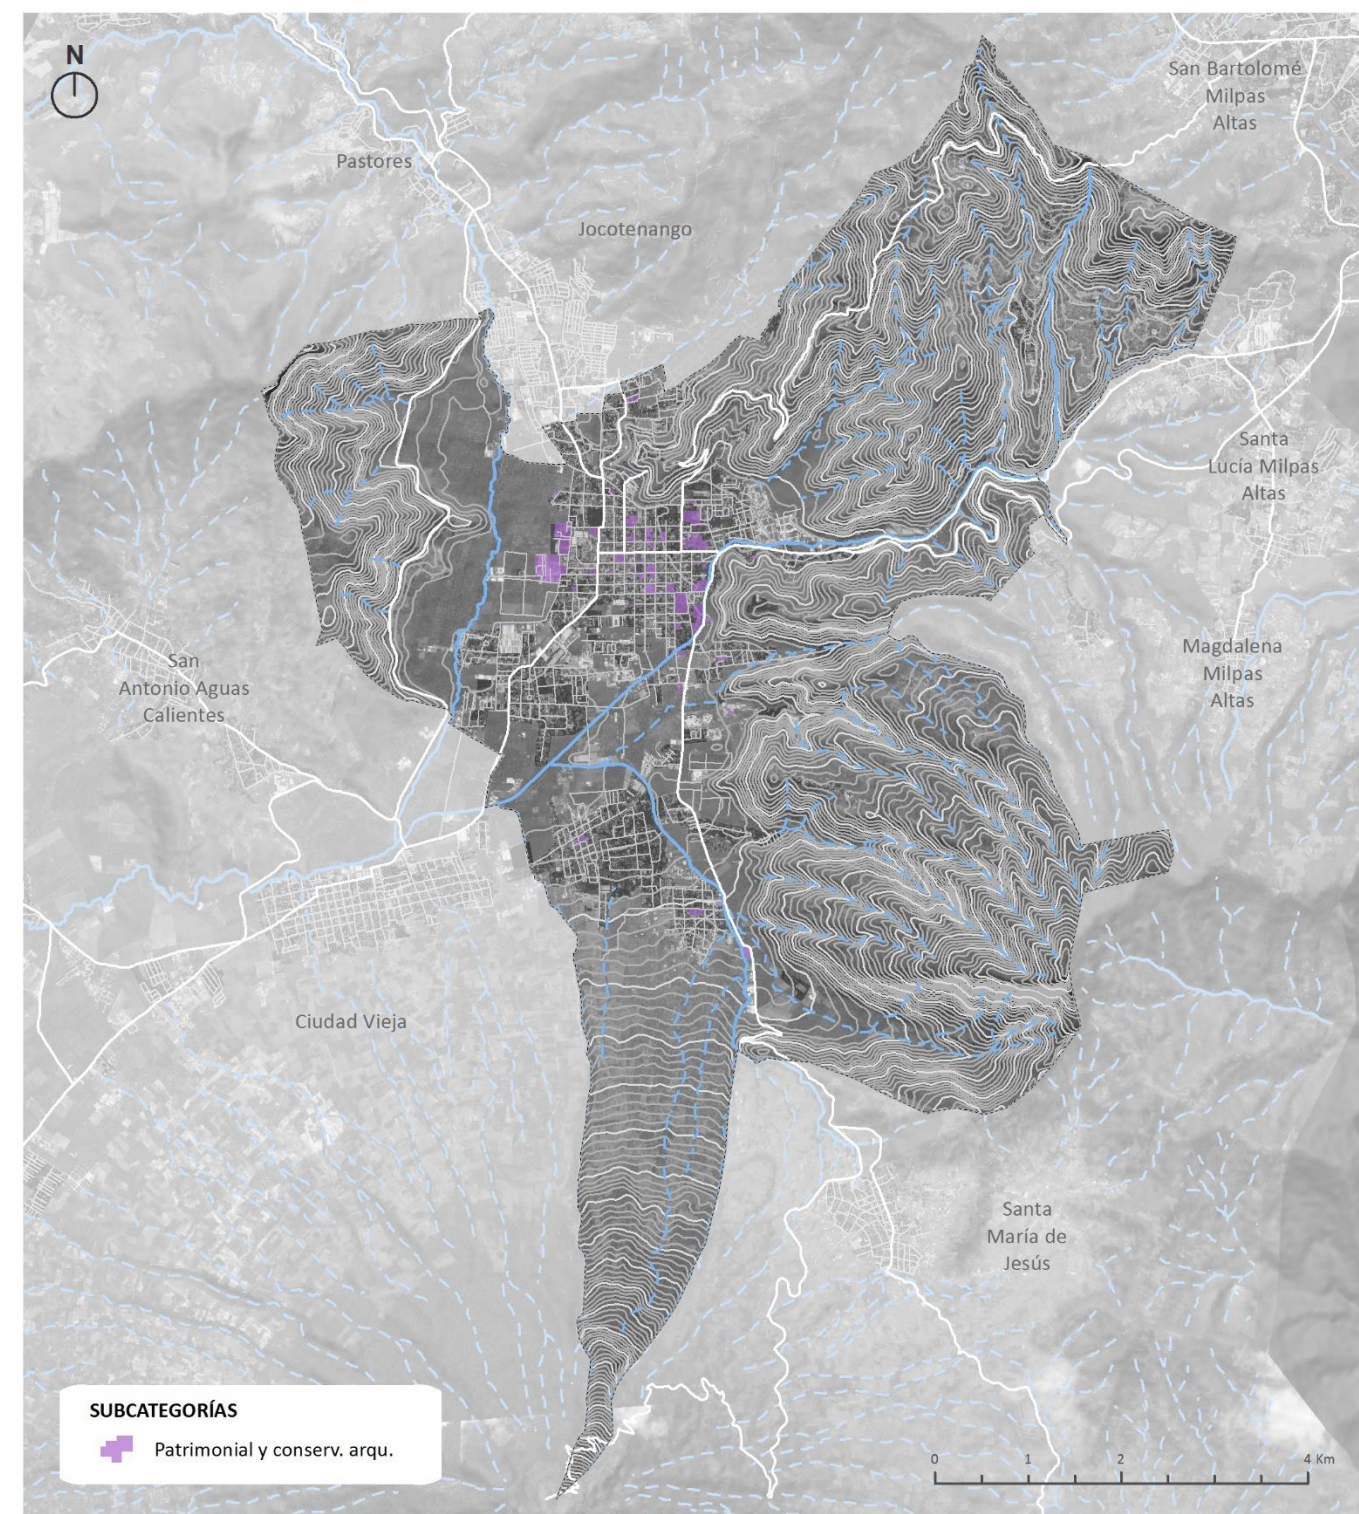 N
San Bartolomé
Milpas
Altas
Pastores
Jocotenango
Santa
Lucía Milpas
Altas
San
Antonio Aguas
Calientes
Magdalena
Milpas
Altas
Ciudad Vieja
Santa
María de
Jesús
SUBCATEGORÍAS
Patrimonial y conserv. arqu.
0 1 2 4 Km